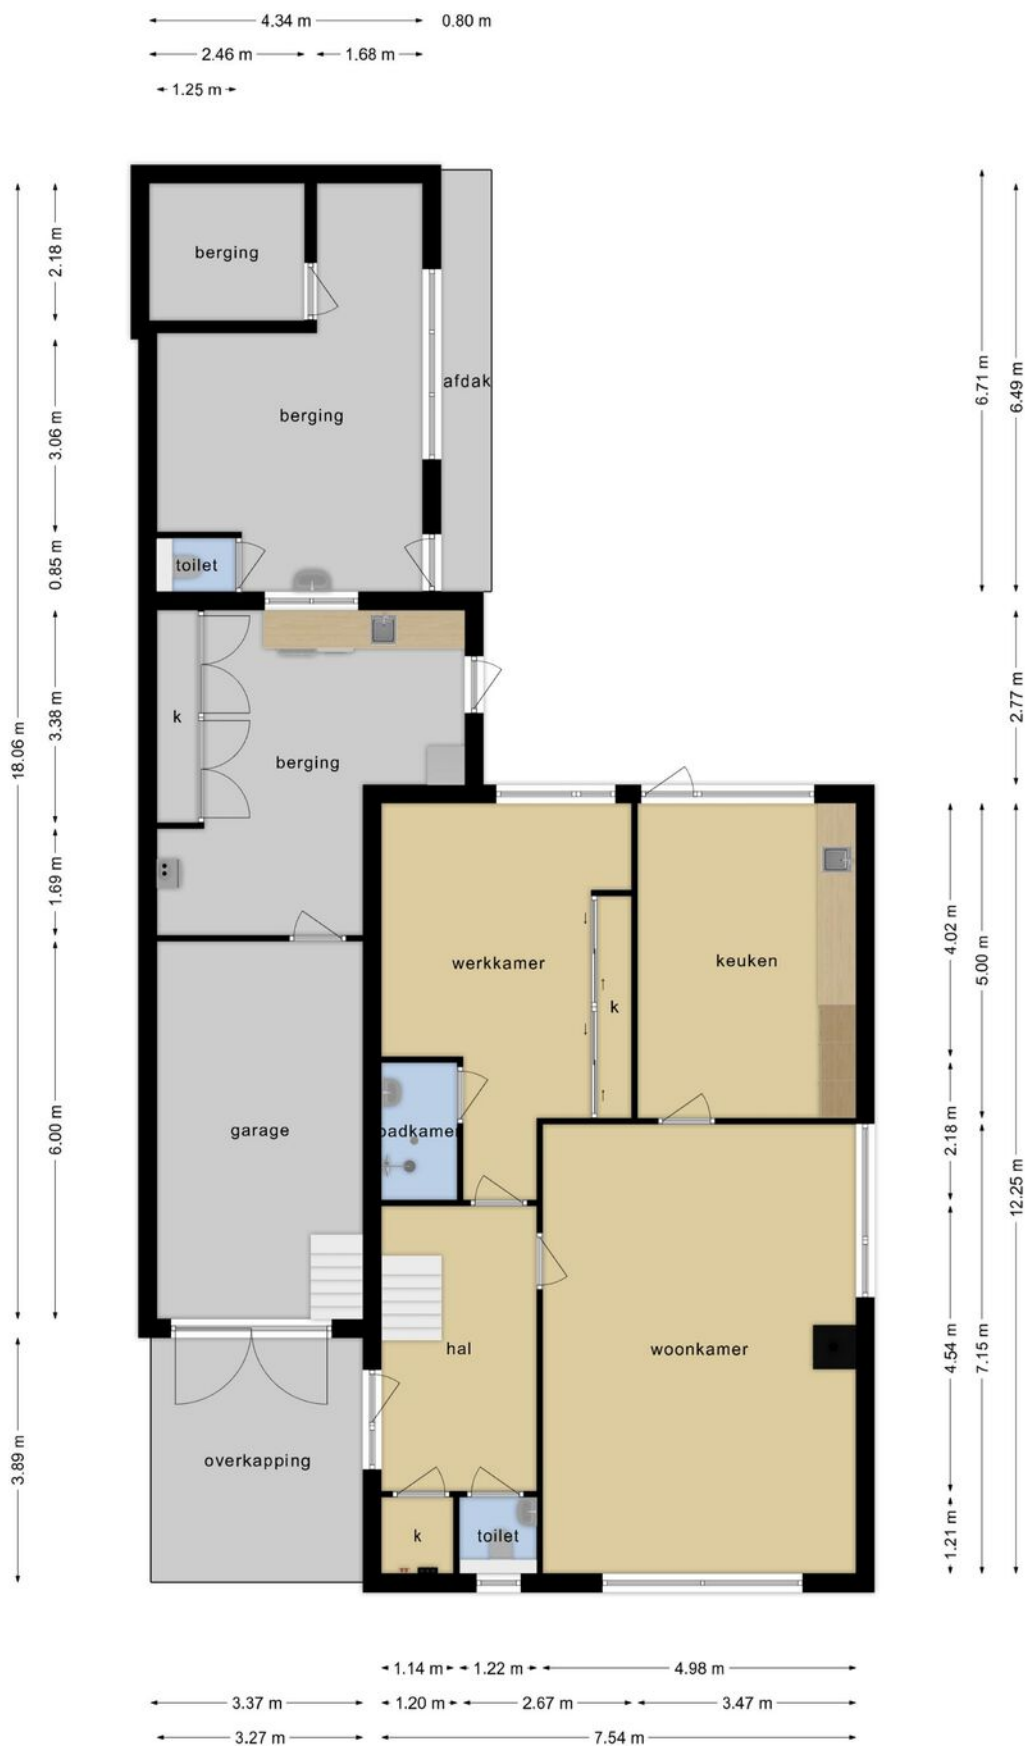 4.34 m
0.80 m
2.46 m
1.68 m
1.25 m
berging
2.18 m
6.71 m
6.49 m
afdak
berging
3.06 m
toilet
0.85 m
k
3.38 m
2.77 m
18.06 m
berging
1.69 m
werkkamer
keuken
k
4.02 m
5.00 m
garage
badkamer
6.00 m
2.18 m
12.25 m
hal
woonkamer
4.54 m
7.15 m
overkapping
3.89 m
k
toilet
1.21 m
1.14 m
1.22 m
4.98 m
3.37 m
1.20 m
2.67 m
3.47 m
3.27 m
7.54 m